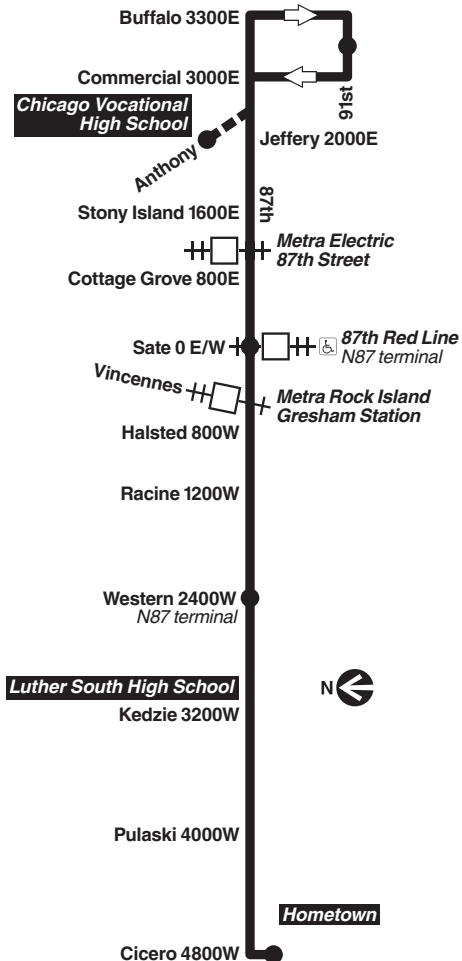 Buffalo 3300E
Commercial 3000E
91st
Chicago Vocational
High School
Anthony
Jeffery 2000E
87th
Stony Island 1600E
Metra Electric
87th Street
Cottage Grove 800E
Sate 0 E/W
87th Red Line
N87 terminal
Vincennes
Metra Rock Island
Gresham Station
Halsted 800W
Racine 1200W
Western 2400W
N87 terminal
Luther South High School
N
Kedzie 3200W
Pulaski 4000W
Hometown
Cicero 4800W